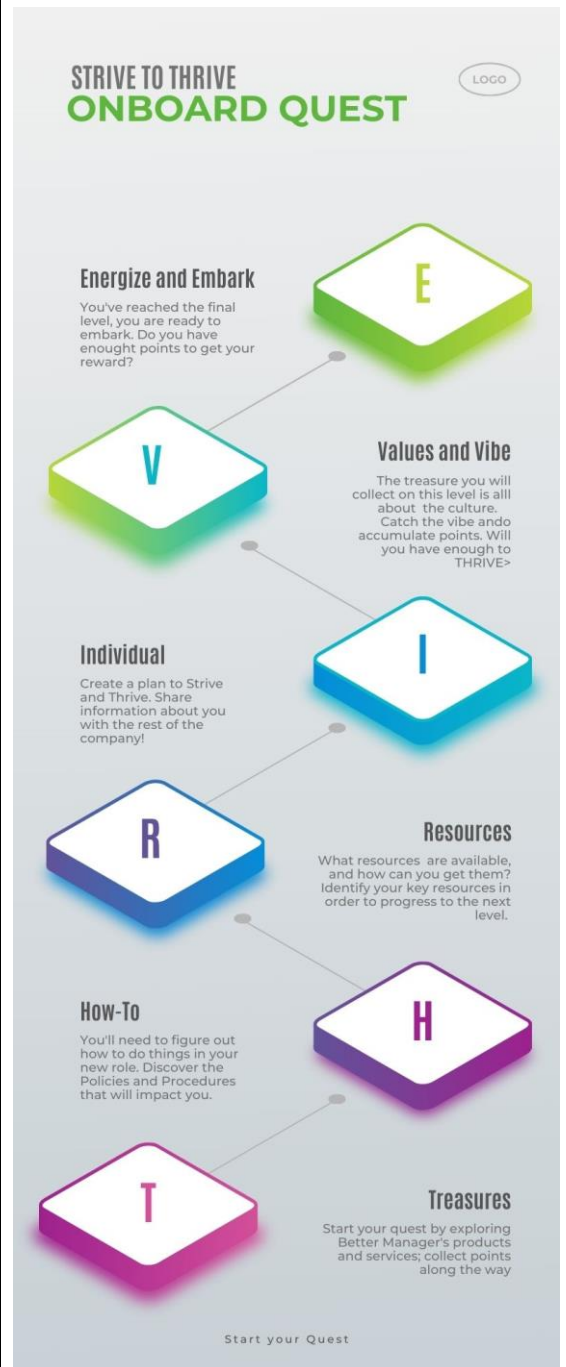 STRIVE TO THRIVE
LOGO
ONBOARD QUEST
E
Energize and Embark
You've reached the final
level, you are ready to
embark. Do you have
enought points to get your
reward?
V
Values and Vibe
The treasure you will
collect on this level is alll
about the culture.
Catch the vibe ando
accumulate points. Will
you have enough to
THRIVE>
I
Individual
Create a plan to Strive
and Thrive. Share
information about you
with the rest of the
company!
R
Resources
What resources are available,
and how can you get them?
Identify your key resources in
order to progress to the next
level.
H
How-To
You'll need to figure out
how to do things in your
new role. Discover the
Policies and Procedures
that will impact you.
T
Treasures
Start your quest by exploring
Better Manager's products
and services; collect points
along the way
Start your Quest